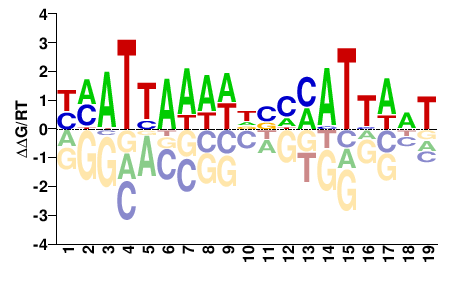 4
3
2
1
0
-1
-2
-3
-4
ΔΔG/RT
T A A T T A A A A T C C C A T T A A T
C C A C A T T T T A G A A A T A T T
A T C G A T G C C C T G T T C A C C G
G G G A C C G G A G G A G G A
C G C
1 2 3 4 5 6 7 8 9 10 11 12 13 14 15 16 17 18 19